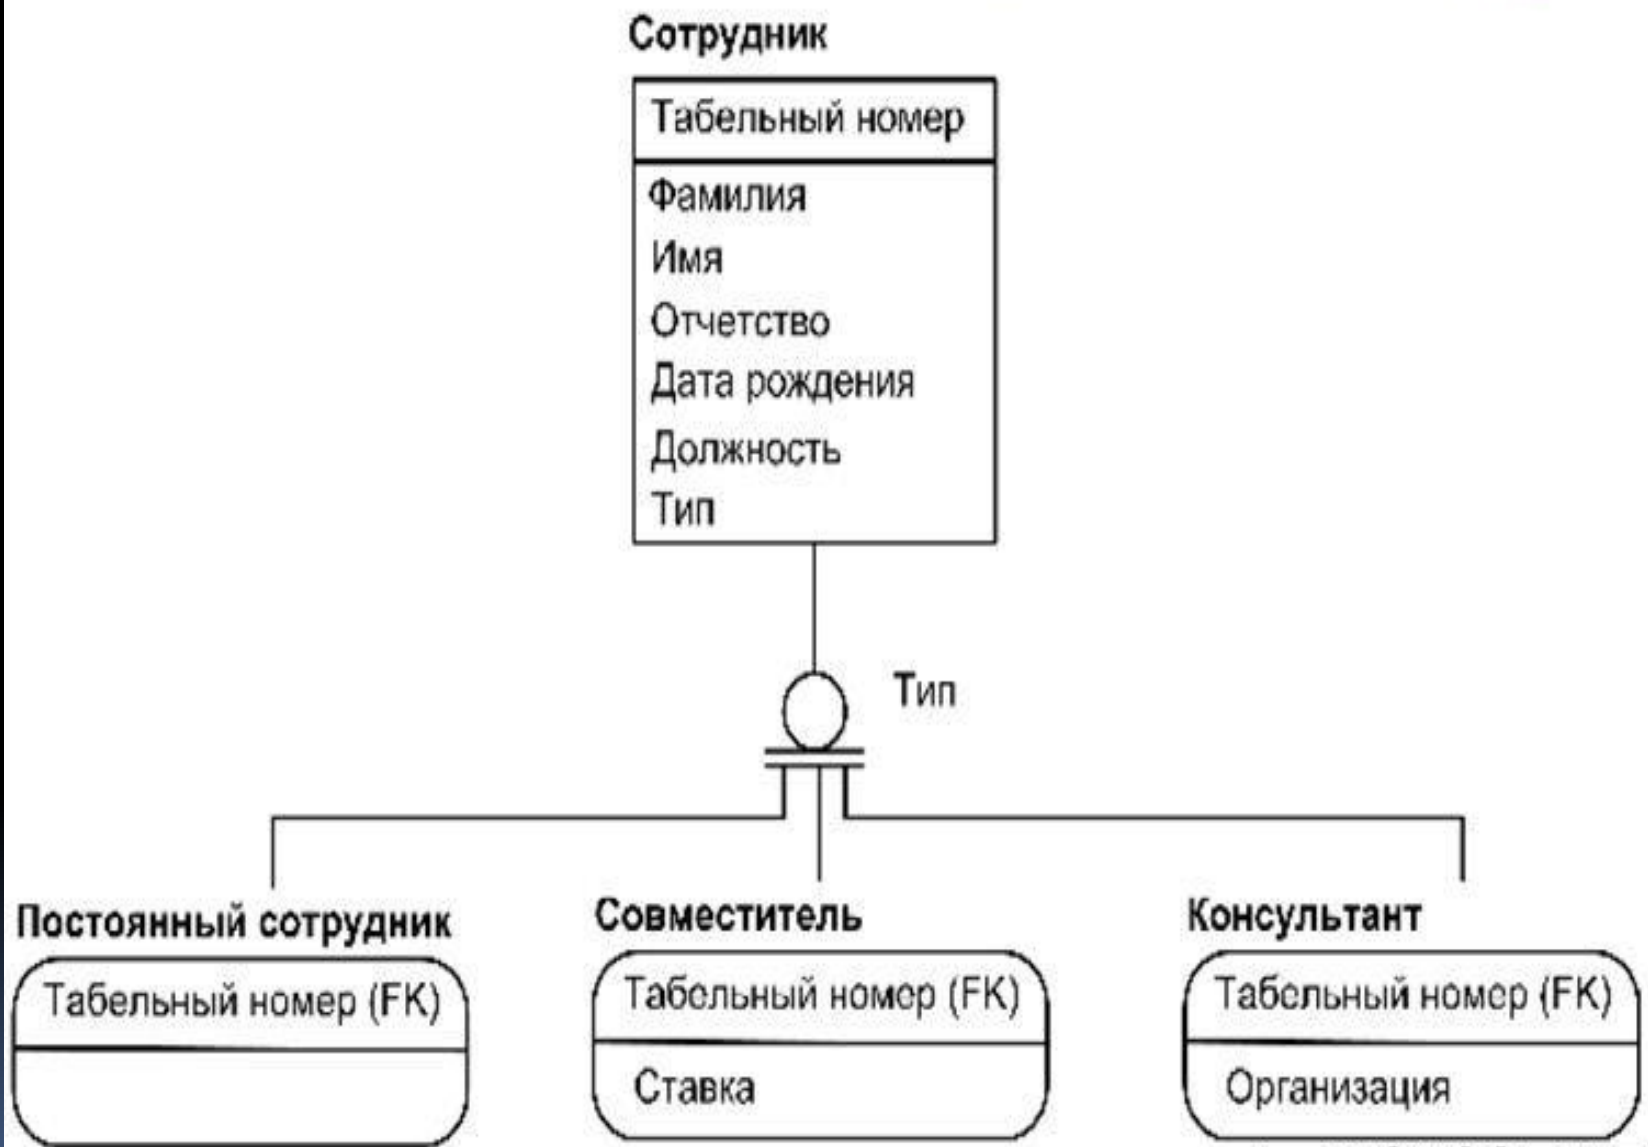 Сотрудник
Табельный номер
Фамилия
Имя
Отчетство
Дата рождения
Должность
Тип
Тип
Постоянный сотрудник
Табельный номер (FK)
Совместитель
Табельный номер (FK)
Ставка
Консультант
Табельный номер (FK)
Организация